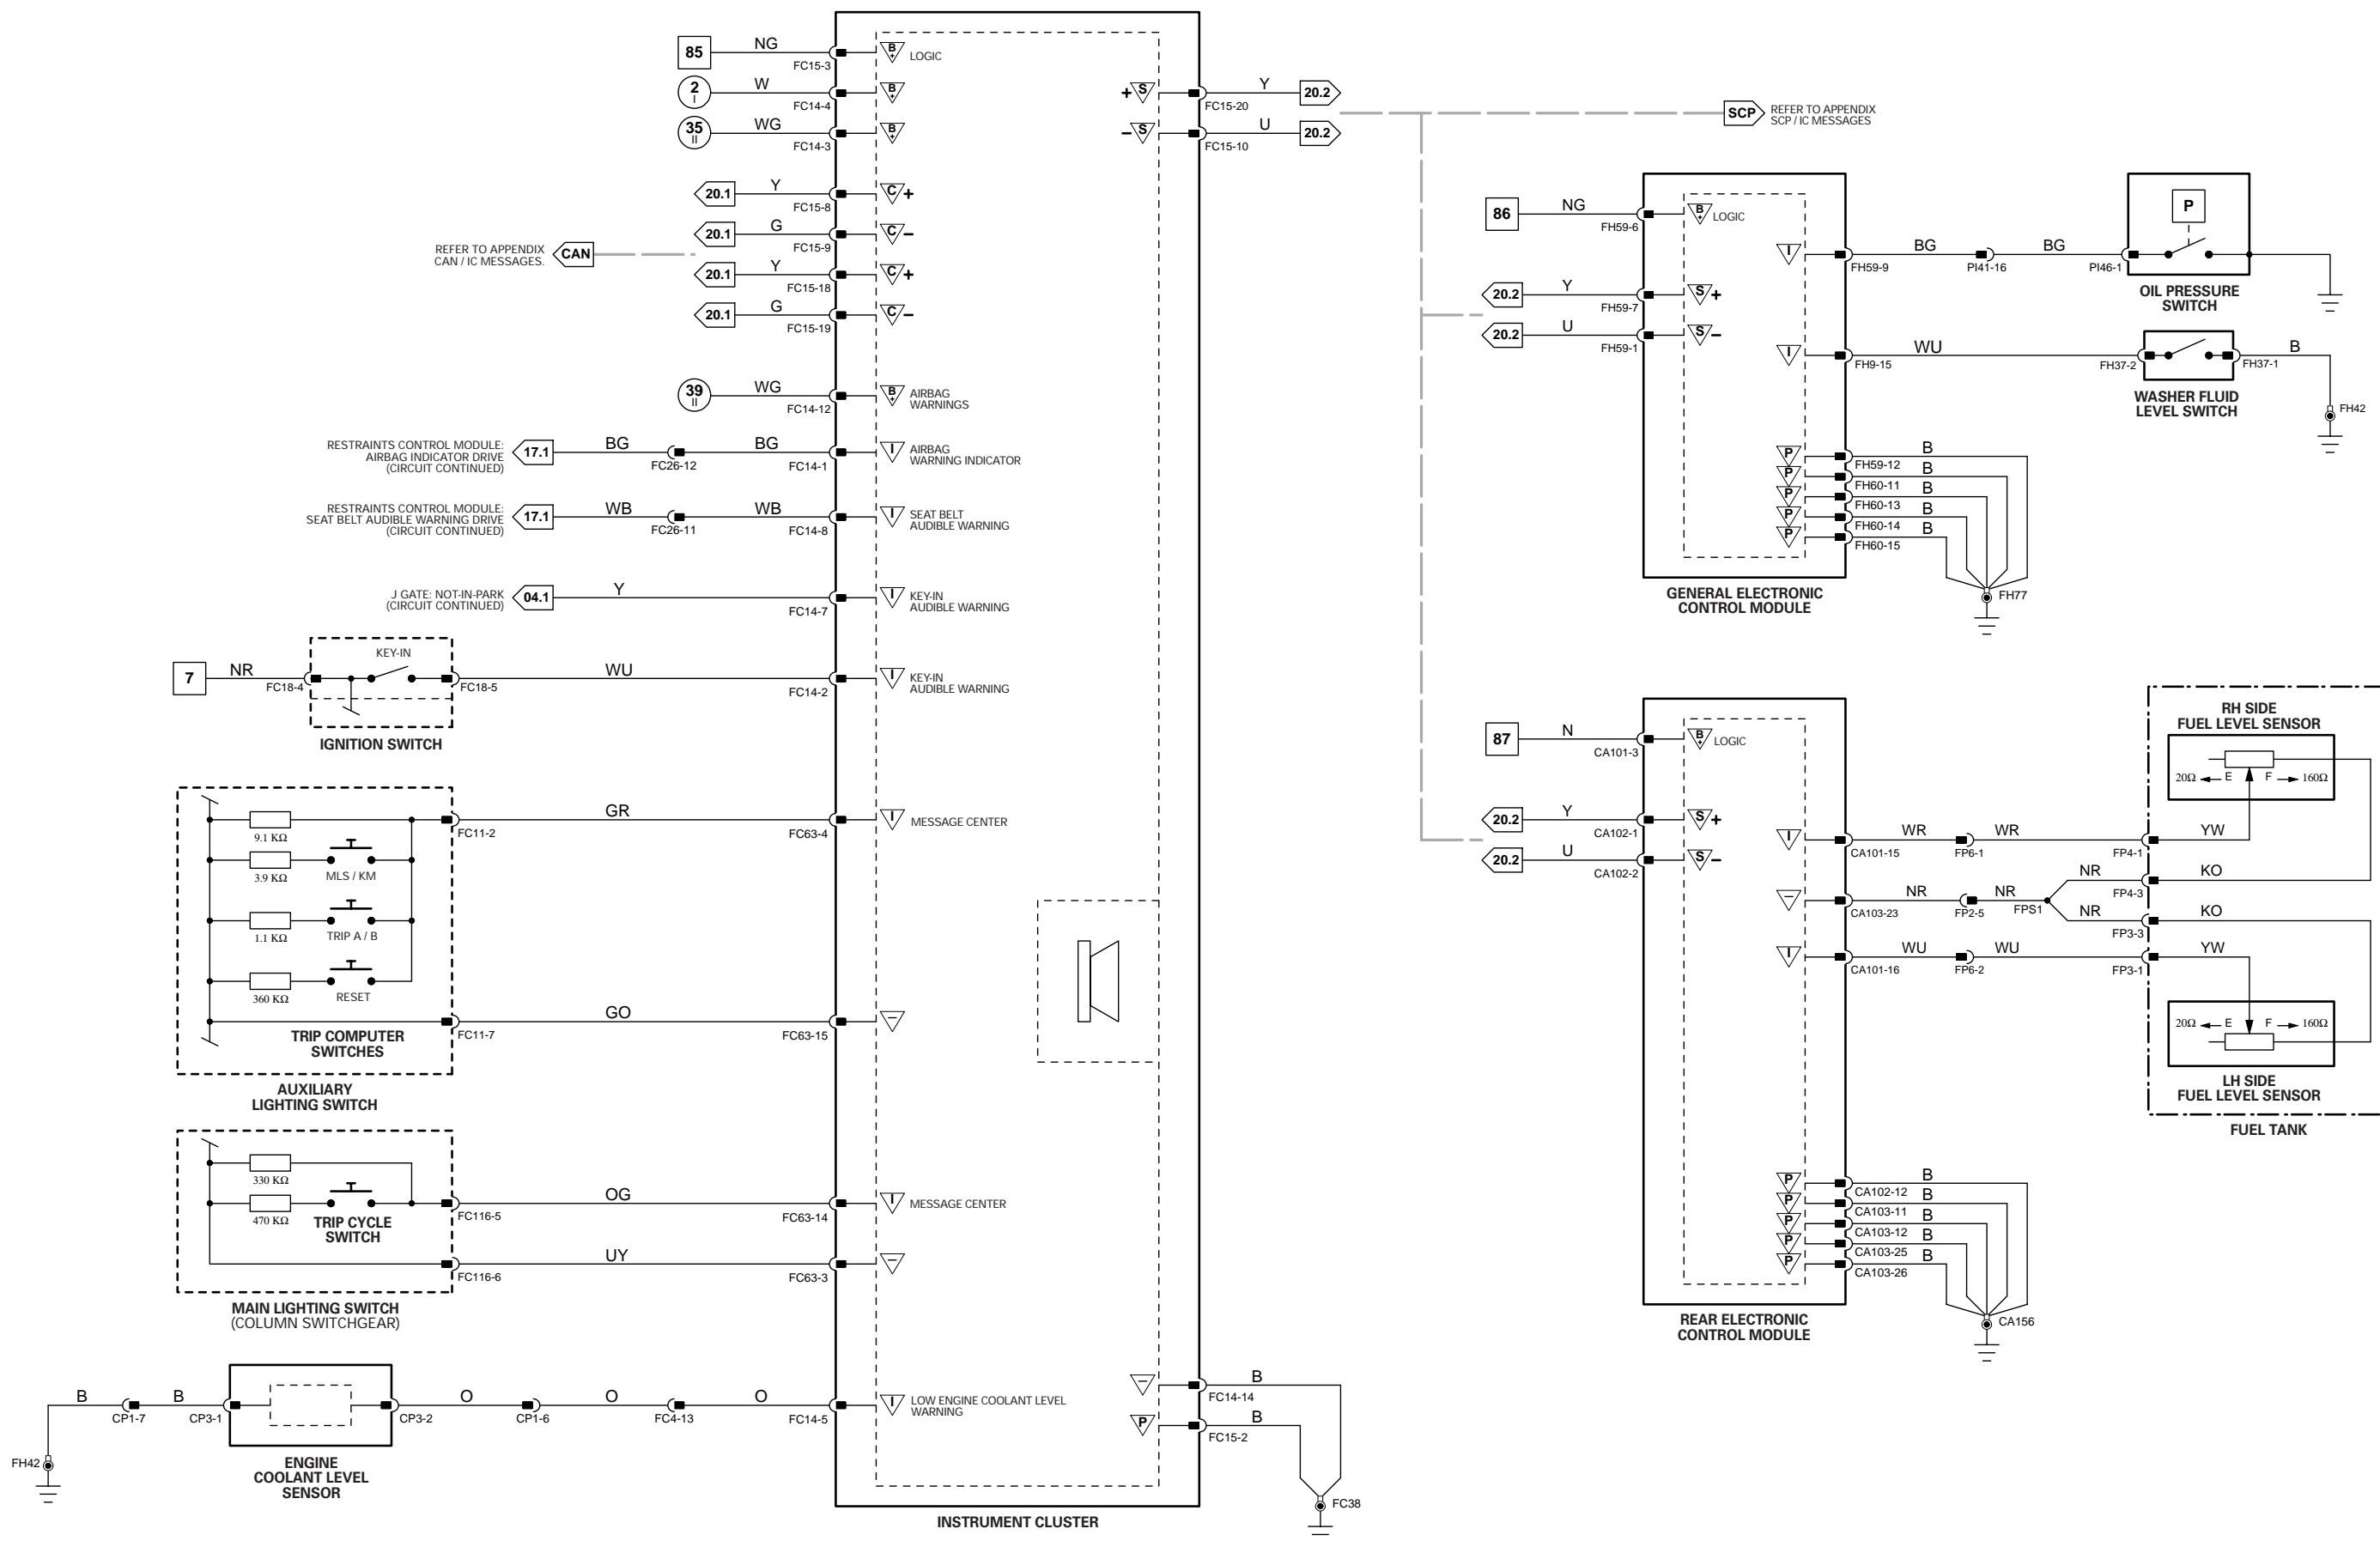 85
NG
FC15-3
B
+
LOGIC
2
I
W
FC14-4
B
+
35
II
WG
FC14-3
B
+
20.1
Y
FC15-8
C
+
20.1
G
FC15-9
C
–
REFER TO APPENDIX
CAN / IC MESSAGES.
CAN
20.1
Y
FC15-18
C
+
20.1
G
FC15-19
C
–
39
II
WG
FC14-12
B
+
AIRBAG
WARNINGS
RESTRAINTS CONTROL MODULE:
AIRBAG INDICATOR DRIVE
(CIRCUIT CONTINUED)
17.1
BG
FC26-12
BG
FC14-1
I
AIRBAG
WARNING INDICATOR
RESTRAINTS CONTROL MODULE:
SEAT BELT AUDIBLE WARNING DRIVE
(CIRCUIT CONTINUED)
17.1
WB
FC26-11
WB
FC14-8
I
SEAT BELT
AUDIBLE WARNING
J GATE: NOT-IN-PARK
(CIRCUIT CONTINUED)
04.1
Y
FC14-7
I
KEY-IN
AUDIBLE WARNING
7
NR
FC18-4
KEY-IN
FC18-5
WU
FC14-2
I
KEY-IN
AUDIBLE WARNING
IGNITION SWITCH
9.1 KΩ
3.9 KΩ
MLS / KM
1.1 KΩ
TRIP A / B
360 KΩ
RESET
FC11-2
GR
FC63-4
I
MESSAGE CENTER
FC11-7
GO
FC63-15
–
TRIP COMPUTER
SWITCHES
AUXILIARY
LIGHTING SWITCH
330 KΩ
470 KΩ
TRIP CYCLE
SWITCH
FC116-5
OG
FC63-14
I
MESSAGE CENTER
FC116-6
UY
FC63-3
–
MAIN LIGHTING SWITCH
(COLUMN SWITCHGEAR)
FH42
B
CP1-7
B
CP3-1
CP3-2
O
CP1-6
O
FC4-13
O
FC14-5
I
LOW ENGINE COOLANT LEVEL
WARNING
ENGINE
COOLANT LEVEL
SENSOR
+
S
FC15-20
Y
20.2
–
S
FC15-10
U
20.2
–
FC14-14
B
P
FC15-2
B
FC38
INSTRUMENT CLUSTER
SCP
REFER TO APPENDIX
SCP / IC MESSAGES
86
NG
FH59-6
B
+
LOGIC
20.2
Y
FH59-7
S
+
20.2
U
FH59-1
S
–
I
FH59-9
BG
PI41-16
BG
PI46-1
P
OIL PRESSURE
SWITCH
I
FH9-15
WU
FH37-2
FH37-1
B
FH42
WASHER FLUID
LEVEL SWITCH
P
FH59-12
B
P
FH60-11
B
P
FH60-13
B
P
FH60-14
B
P
FH60-15
B
FH77
GENERAL ELECTRONIC
CONTROL MODULE
87
N
CA101-3
B
+
LOGIC
20.2
Y
CA102-1
S
+
20.2
U
CA102-2
S
–
I
CA101-15
WR
FP6-1
WR
FP4-1
YW
–
CA103-23
NR
FP2-5
NR
FPS1
NR
FP4-3
KO
NR
FP3-3
KO
I
CA101-16
WU
FP6-2
WU
FP3-1
YW
RH SIDE
FUEL LEVEL SENSOR
20Ω
E
F
160Ω
20Ω
E
F
160Ω
LH SIDE
FUEL LEVEL SENSOR
FUEL TANK
P
CA102-12
B
P
CA103-11
B
P
CA103-12
B
P
CA103-25
B
P
CA103-26
B
CA156
REAR ELECTRONIC
CONTROL MODULE